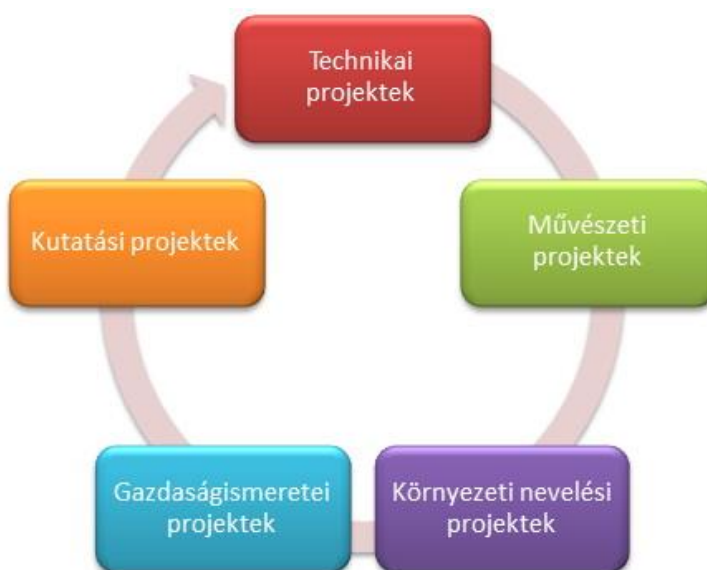 Technikai
projektek
Művészeti
projektek
Környezeti nevelési
projektek
Gazdaságismeretei
projektek
Kutatási projektek